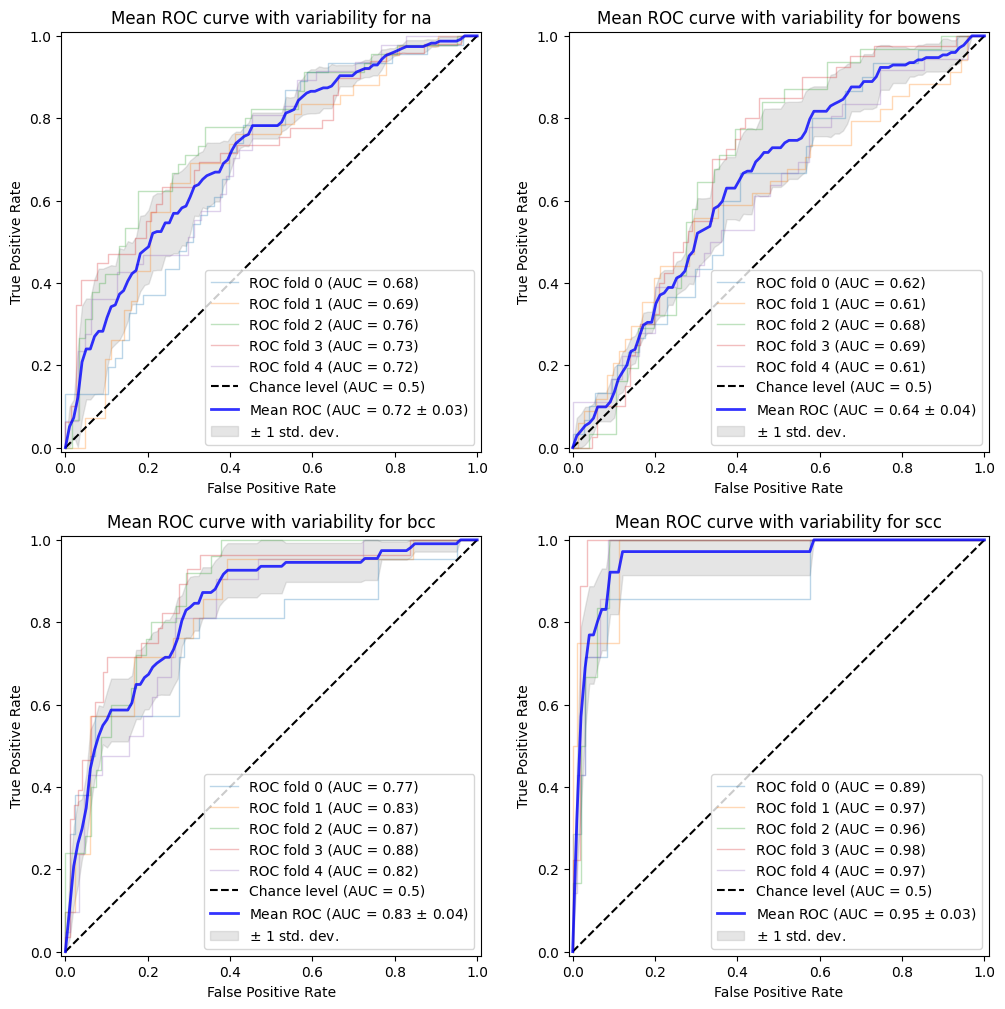 Mean ROC curve with variability for na
True Positive Rate
1.0
0.8
0.6
0.4
0.2
0.0
ROC fold 0 (AUC = 0.68)
ROC fold 1 (AUC = 0.69)
ROC fold 2 (AUC = 0.76)
ROC fold 3 (AUC = 0.73)
ROC fold 4 (AUC = 0.72)
Chance level (AUC = 0.5)
Mean ROC (AUC = 0.72 ± 0.03)
± 1 std. dev.
0.0 0.2 0.4 0.6 0.8 1.0
False Positive Rate
Mean ROC curve with variability for bowens
True Positive Rate
1.0
0.8
0.6
0.4
0.2
0.0
ROC fold 0 (AUC = 0.62)
ROC fold 1 (AUC = 0.61)
ROC fold 2 (AUC = 0.68)
ROC fold 3 (AUC = 0.69)
ROC fold 4 (AUC = 0.61)
Chance level (AUC = 0.5)
Mean ROC (AUC = 0.64 ± 0.04)
± 1 std. dev.
0.0 0.2 0.4 0.6 0.8 1.0
False Positive Rate
Mean ROC curve with variability for bcc
True Positive Rate
1.0
0.8
0.6
0.4
0.2
0.0
ROC fold 0 (AUC = 0.77)
ROC fold 1 (AUC = 0.83)
ROC fold 2 (AUC = 0.87)
ROC fold 3 (AUC = 0.88)
ROC fold 4 (AUC = 0.82)
Chance level (AUC = 0.5)
Mean ROC (AUC = 0.83 ± 0.04)
± 1 std. dev.
0.0 0.2 0.4 0.6 0.8 1.0
False Positive Rate
Mean ROC curve with variability for scc
True Positive Rate
1.0
0.8
0.6
0.4
0.2
0.0
ROC fold 0 (AUC = 0.89)
ROC fold 1 (AUC = 0.97)
ROC fold 2 (AUC = 0.96)
ROC fold 3 (AUC = 0.98)
ROC fold 4 (AUC = 0.97)
Chance level (AUC = 0.5)
Mean ROC (AUC = 0.95 ± 0.03)
± 1 std. dev.
0.0 0.2 0.4 0.6 0.8 1.0
False Positive Rate